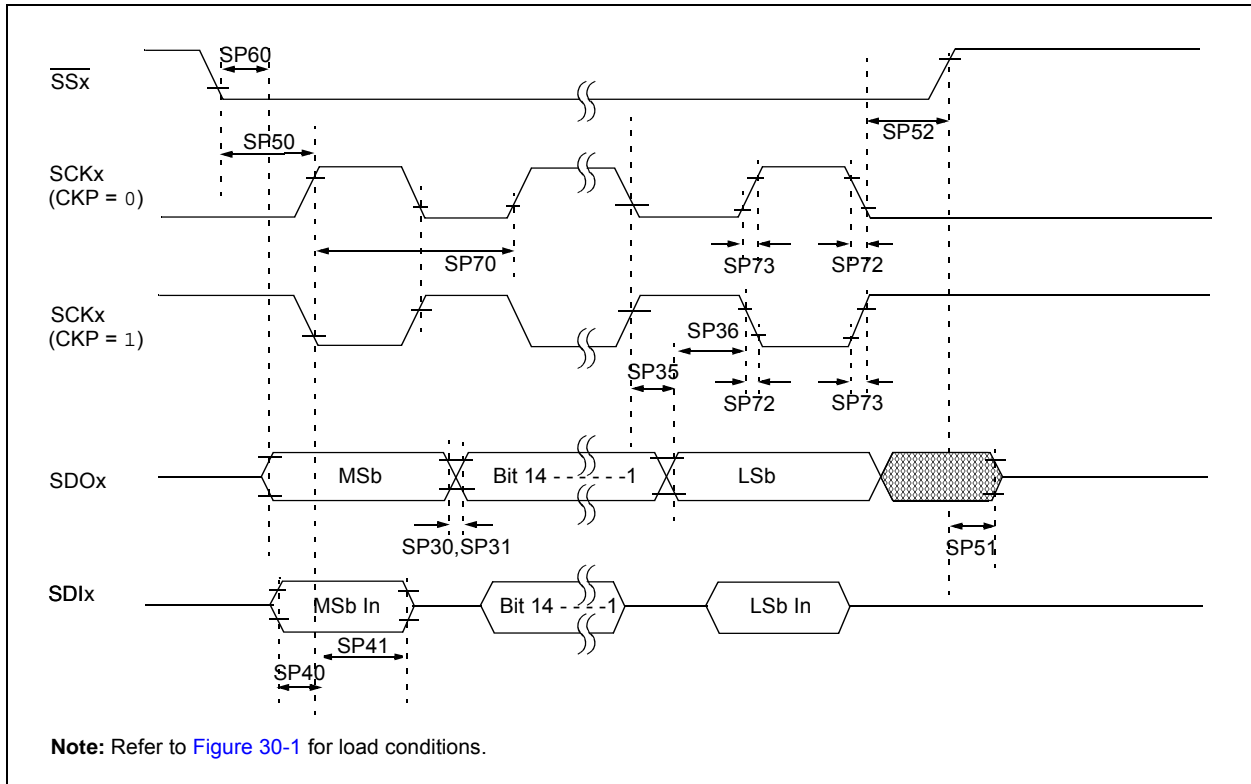 SP60
SSx
SP50
SP52
SCKx
(CKP = 0)
SP70
SP73
SP72
SCKx
(CKP = 1)
SP36
SP35
SP72
SP73
SDOx
MSb
Bit 14 - - - - - -1
LSb
SP30,SP31
SP51
SDIx
MSb In
Bit 14 - - - -1
LSb In
SP41
SP40
Note: Refer to Figure 30-1 for load conditions.